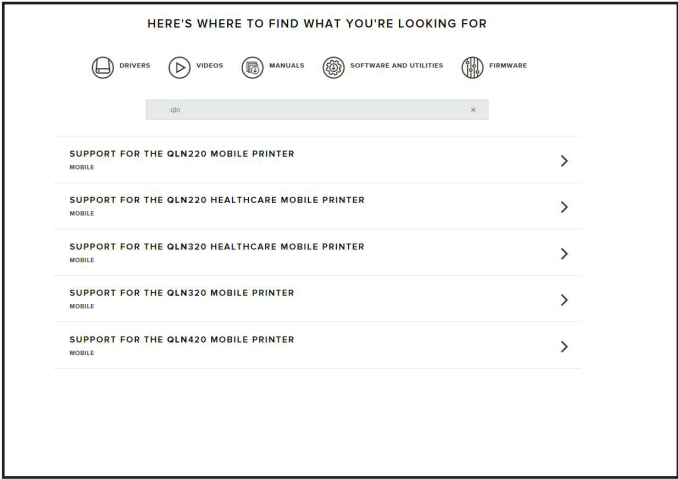 HERE'S WHERE TO FIND WHAT YOU'RE LOOKING FOR
DRIVERS VIDEOS MANUALS SOFTWARE AND UTILITIES FIRMWARE
qln ×
SUPPORT FOR THE QLN220 MOBILE PRINTER
MOBILE
SUPPORT FOR THE QLN220 HEALTHCARE MOBILE PRINTER
MOBILE
SUPPORT FOR THE QLN320 HEALTHCARE MOBILE PRINTER
MOBILE
SUPPORT FOR THE QLN320 MOBILE PRINTER
MOBILE
SUPPORT FOR THE QLN420 MOBILE PRINTER
MOBILE